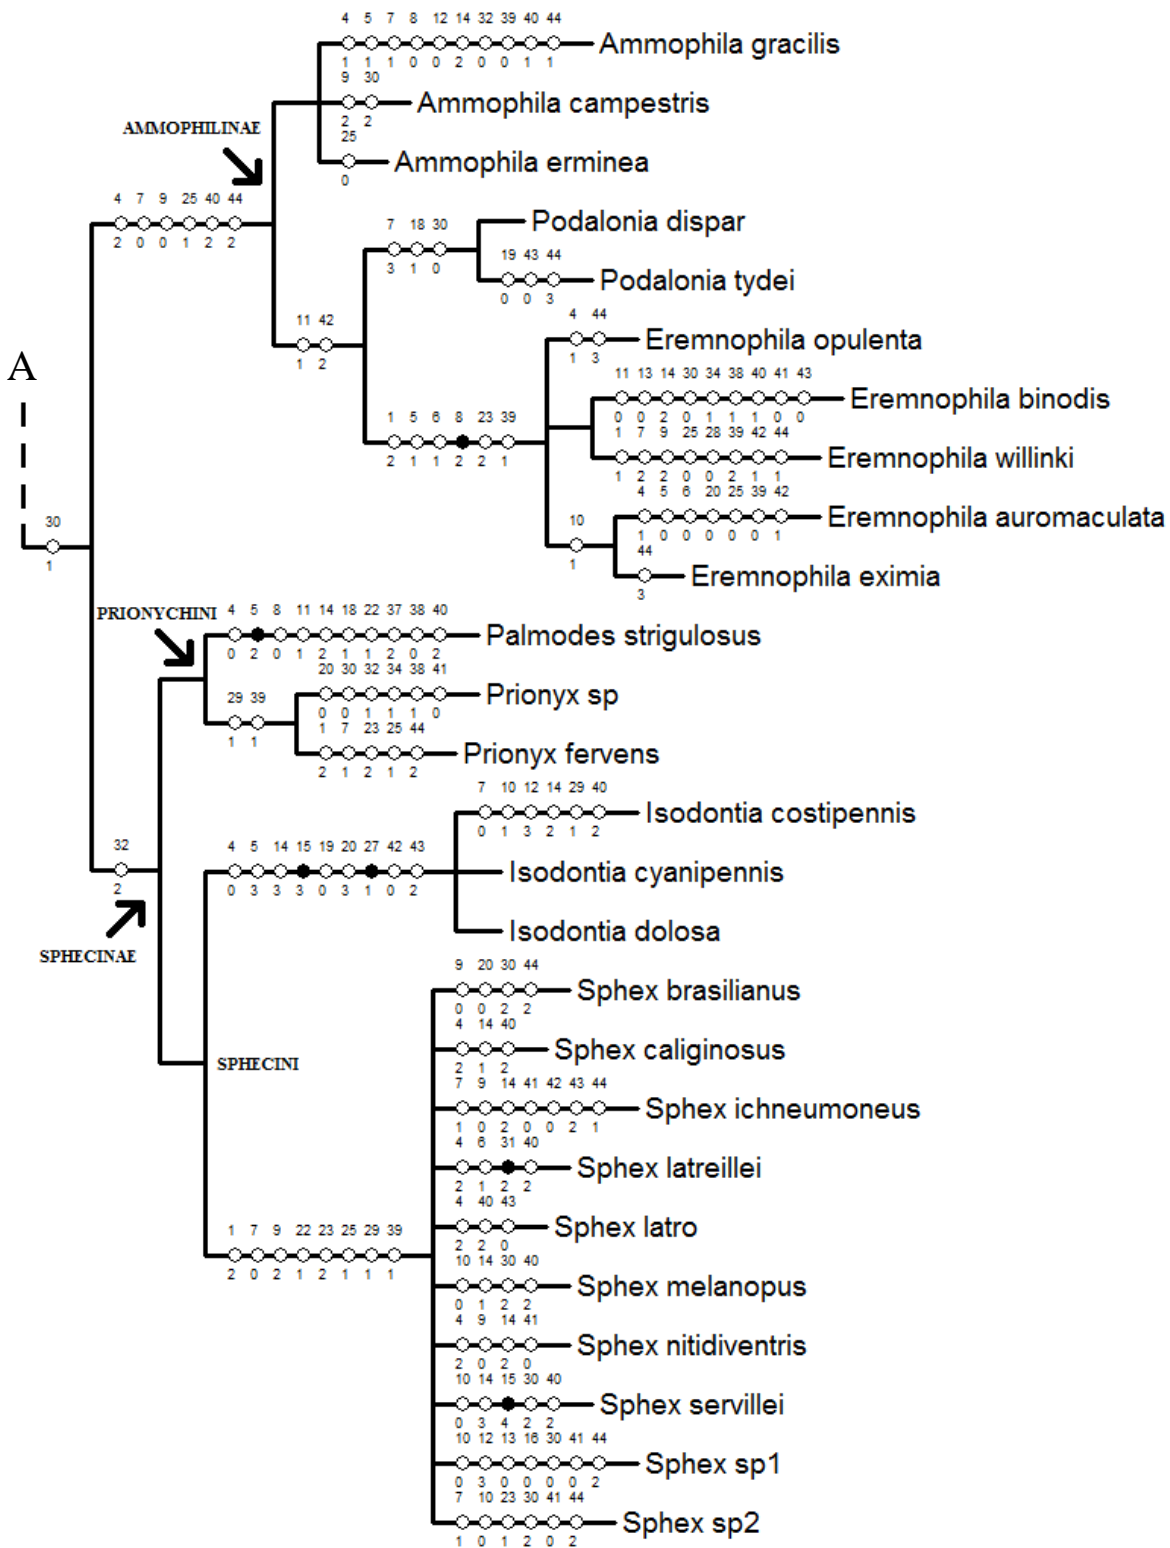 4 5 7 8 12 14 32 39 40 44
Ammophila gracilis
1 1 1 0 0 2 0 0 1 1
9 30
Ammophila campestris
2 2
AMMOPHILINAE
25
Ammophila erminea
0
4 7 9 25 40 44
2 0 0 1 2 2
7 18 30
3 1 0
Podalonia dispar
19 43 44
Podalonia tydei
0 0 3
11 42
1 2
4 44
Eremnophila opulenta
1 3
A
11 13 14 30 34 38 40 41 43
Eremnophila binodis
0 0 2 0 1 1 1 0 0
1 5 6 8 23 39
2 1 1 2 2 1
1 7 9 25 28 39 42 44
Eremnophila willinki
1 2 2 0 0 2 1 1
4 5 6 20 25 39 42
Eremnophila auromaculata
1 0 0 0 0 0 1
30
1
10
1
44
Eremnophila eximia
3
PRIONYCHINI
4 5 8 11 14 18 22 37 38 40
Palmodes strigulosus
0 2 0 1 2 1 1 2 0 2
20 30 32 34 38 41
Prionyx sp
0 0 1 1 1 0
29 39
1 1
1 7 23 25 44
Prionyx fervens
2 1 2 1 2
7 10 12 14 29 40
Isodontia costipennis
0 1 3 2 1 2
32
2
4 5 14 15 19 20 27 42 43
0 3 3 3 0 3 1 0 2
Isodontia cyanipennis
Isodontia dolosa
SPHECINAE
9 20 30 44
Sphex brasilianus
0 0 2 2
4 14 40
Sphex caliginosus
2 1 2
SPHECINI
7 9 14 41 42 43 44
Sphex ichneumoneus
1 0 2 0 0 2 1
4 6 31 40
Sphex latreillei
2 1 2 2
4 40 43
Sphex latro
2 2 0
1 7 9 22 23 25 29 39
2 0 2 1 2 1 1 1
10 14 30 40
Sphex melanopus
0 1 2 2
4 9 14 41
Sphex nitidiventris
2 0 2 0
10 14 15 30 40
Sphex servillei
0 3 4 2 2
10 12 13 16 30 41 44
Sphex sp1
0 3 0 0 0 0 2
7 10 23 30 41 44
Sphex sp2
1 0 1 2 0 2